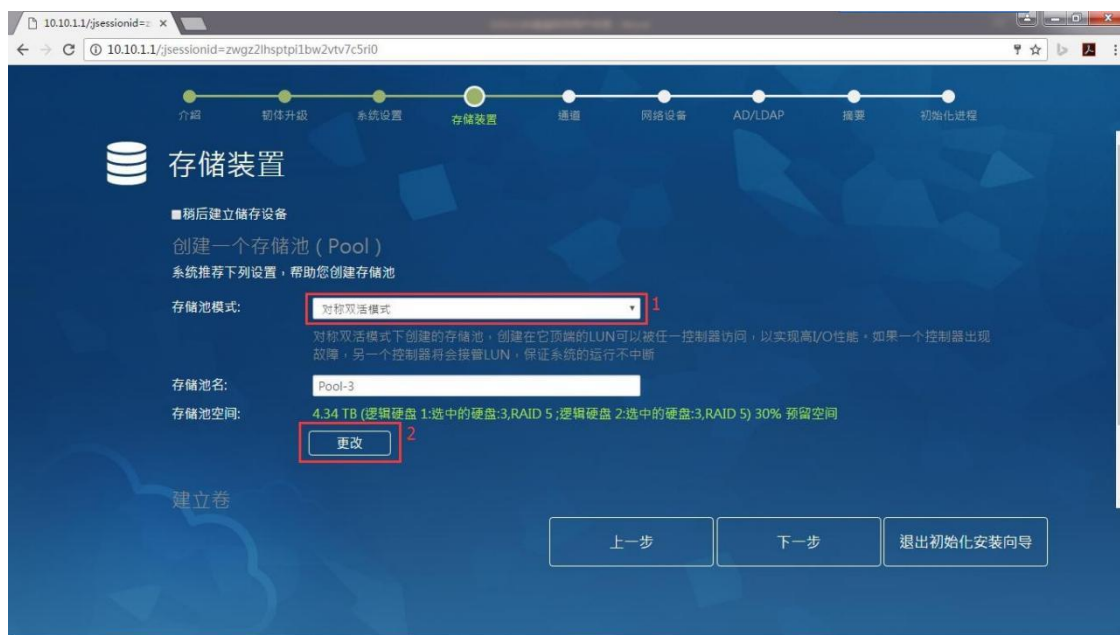 10.10.1.1/;jsessionid=z
10.10.1.1/;jsessionid=zwgz2lhsptpl1bw2vtv7c5rl0
介紹 韧体升级 系统设置 存储装置 通道 网络设备 AD/LDAP 摘要 初始化进程
存储装置
■稍后建立储存设备
创建一个存储池 ( Pool )
系统推荐下列设置,帮助您创建存储池
存储池模式: 对称双活模式 1
对称双活模式下创建的存储池,创建在它顶端的LUN可以被任一控制器访问,以实现高I/O性能。如果一个控制器出现
故障,另一个控制器将会接管LUN,保证系统的运行不中断
存储池名: Pool-3
存储池空间: 4.34 TB (逻辑硬盘 1:选中的硬盘:3,RAID 5 ;逻辑硬盘 2:选中的硬盘:3,RAID 5) 30% 预留空间
更改 2
建立卷
上一步 下一步 退出初始化安装向导